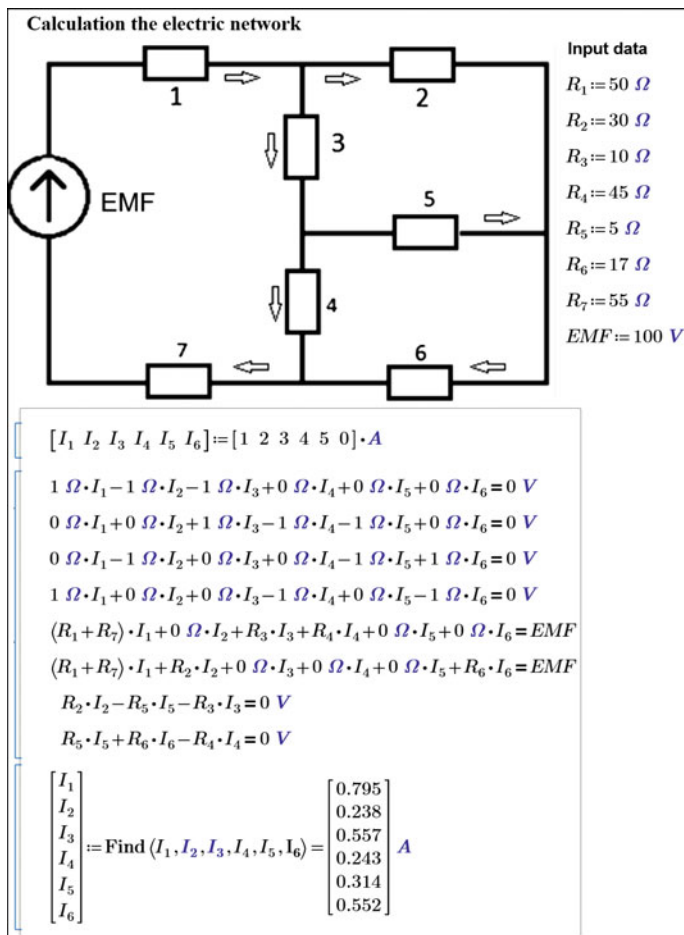 Calculation the electric network
Input data
1
2
3
EMF
5
4
7
6
R₁:=50 Ω
R₂:=30 Ω
R₃:=10 Ω
R₄:=45 Ω
R₅:=5 Ω
R₆:=17 Ω
R₇:=55 Ω
EMF:=100 V
[I₁ I₂ I₃ I₄ I₅ I₆]:=[1 2 3 4 5 0]·A
1 Ω·I₁−1 Ω·I₂−1 Ω·I₃+0 Ω·I₄+0 Ω·I₅+0 Ω·I₆=0 V
0 Ω·I₁+0 Ω·I₂+1 Ω·I₃−1 Ω·I₄−1 Ω·I₅+0 Ω·I₆=0 V
0 Ω·I₁−1 Ω·I₂+0 Ω·I₃+0 Ω·I₄−1 Ω·I₅+1 Ω·I₆=0 V
1 Ω·I₁+0 Ω·I₂+0 Ω·I₃−1 Ω·I₄+0 Ω·I₅−1 Ω·I₆=0 V
(R₁+R₇)·I₁+0 Ω·I₂+R₃·I₃+R₄·I₄+0 Ω·I₅+0 Ω·I₆=EMF
(R₁+R₇)·I₁+R₂·I₂+0 Ω·I₃+0 Ω·I₄+0 Ω·I₅+R₆·I₆=EMF
R₂·I₂−R₅·I₅−R₃·I₃=0 V
R₅·I₅+R₆·I₆−R₄·I₄=0 V
I₁
I₂
I₃
I₄
I₅
I₆
:=Find(I₁,I₂,I₃,I₄,I₅,I₆)=
0.795
0.238
0.557
0.243
0.314
0.552
A